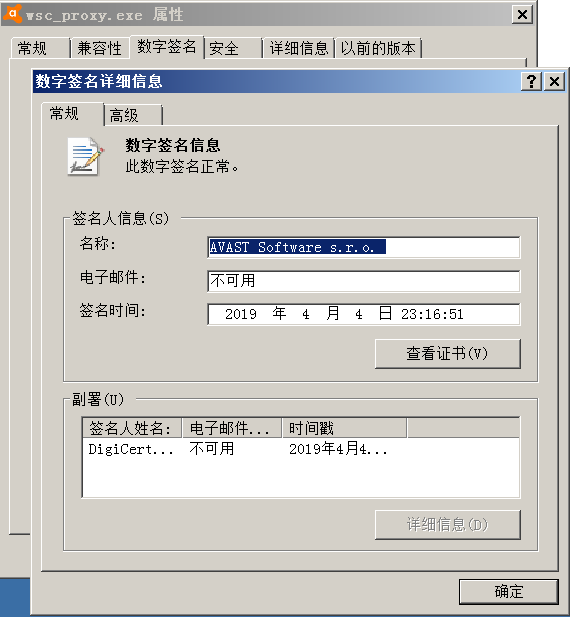 wsc_proxy.exe 属性
常规 兼容性 数字签名 安全 详细信息 以前的版本
数字签名详细信息
常规 高级
数字签名信息
此数字签名正常。
签名人信息(S)
名称: AVAST Software s.r.o.
电子邮件: 不可用
签名时间: 2019 年 4 月 4 日 23:16:51
查看证书(V)
副署(U)
签名人姓名: 电子邮件... 时间戳
DigiCert... 不可用 2019年4月4...
详细信息(D)
确定